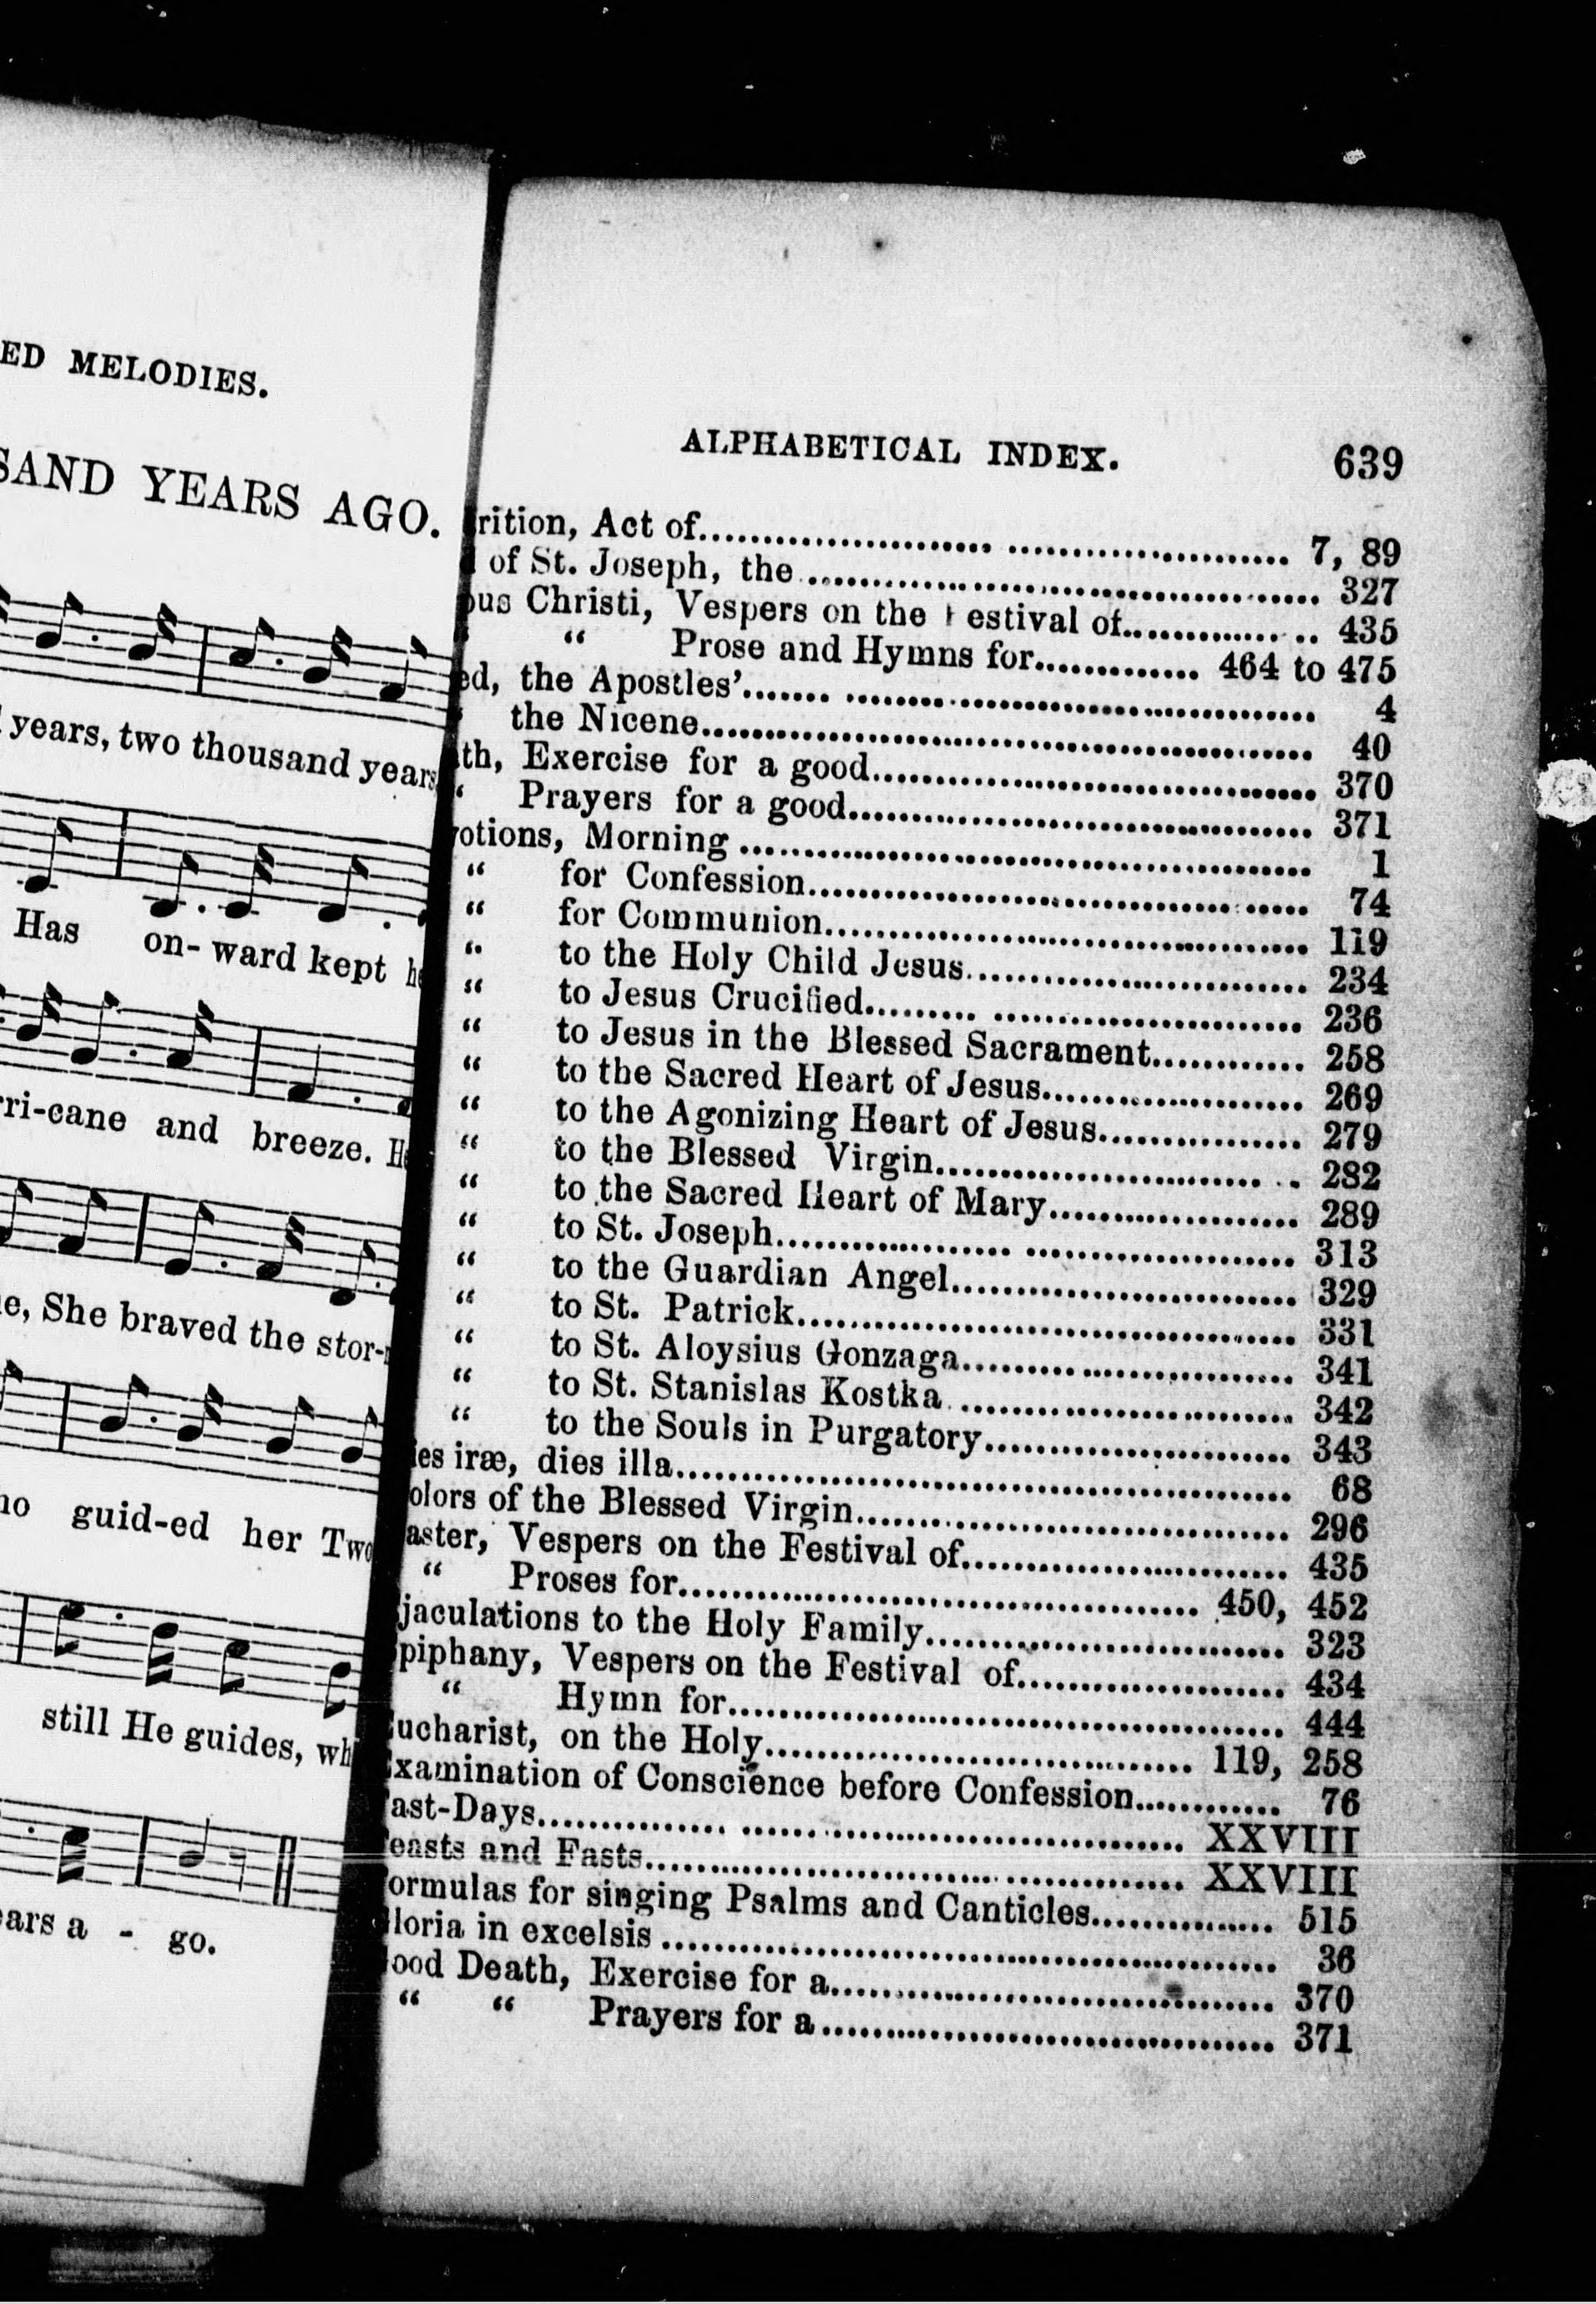 ED MELODIES.
SAND YEARS AGO.
years, two thousand years
Has on- ward kept
rri-cane and breeze.
She braved the stor-
guid-ed her Two
still He guides,
ears a - go.
ALPHABETICAL INDEX. 639
rition, Act of........ 7, 89
of St. Joseph, the........ 327
pus Christi, Vespers on the Festival of........ 435
“ Prose and Hymns for........ 464 to 475
ed, the Apostles’........ 4
the Nicene........ 40
th, Exercise for a good........ 370
“ Prayers for a good........ 371
votions, Morning........ 1
“ for Confession........ 74
“ for Communion........ 119
“ to the Holy Child Jesus........ 234
“ to Jesus Crucified........ 236
“ to Jesus in the Blessed Sacrament........ 258
“ to the Sacred Heart of Jesus........ 269
“ to the Agonizing Heart of Jesus........ 279
“ to the Blessed Virgin........ 282
“ to the Sacred Heart of Mary........ 289
“ to St. Joseph........ 313
“ to the Guardian Angel........ 329
“ to St. Patrick........ 331
“ to St. Aloysius Gonzaga........ 341
“ to St. Stanislas Kostka........ 342
“ to the Souls in Purgatory........ 343
ies iræ, dies illa........ 68
olors of the Blessed Virgin........ 296
aster, Vespers on the Festival of........ 435
“ Proses for........ 450, 452
jaculations to the Holy Family........ 323
piphany, Vespers on the Festival of........ 434
“ Hymn for........ 444
ucharist, on the Holy........ 119, 258
xamination of Conscience before Confession........ 76
ast-Days........ XXVIII
easts and Fasts........ XXVIII
ormulas for singing Psalms and Canticles........ 515
loria in excelsis........ 36
ood Death, Exercise for a........ 370
“ “ Prayers for a........ 371